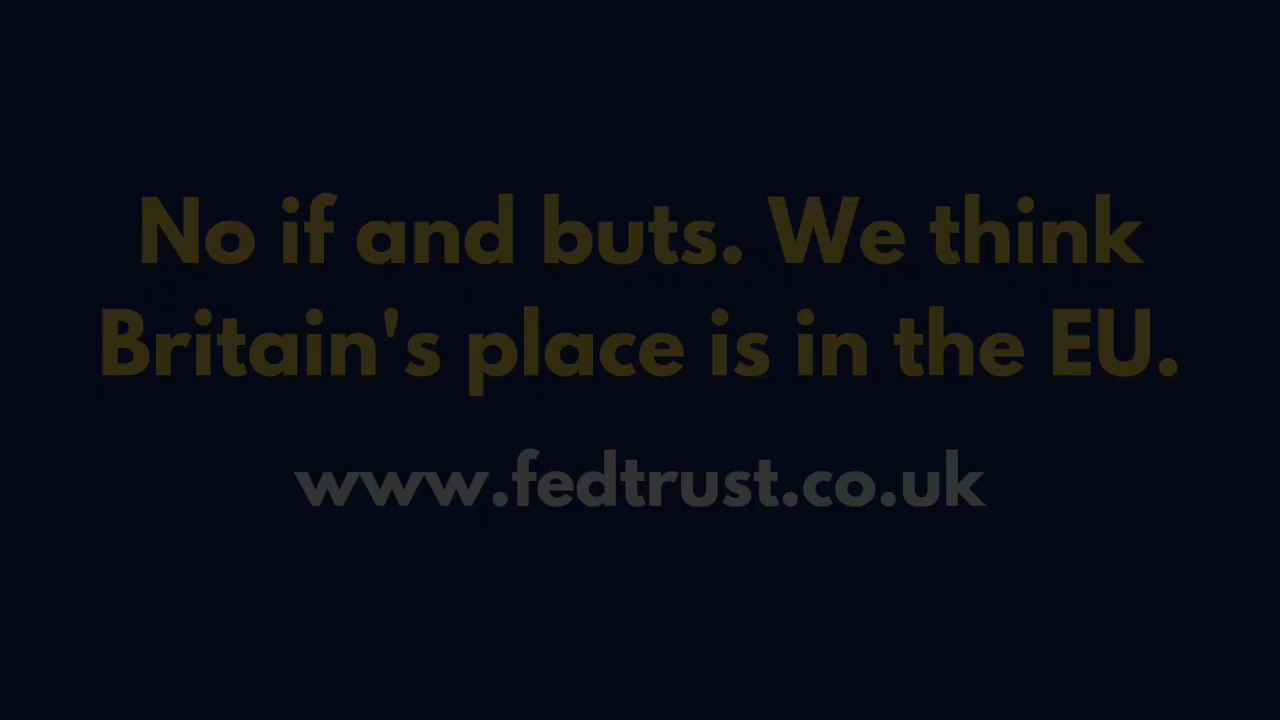 No if and buts. We think
Britain's place is in the EU.
www.fedtrust.co.uk